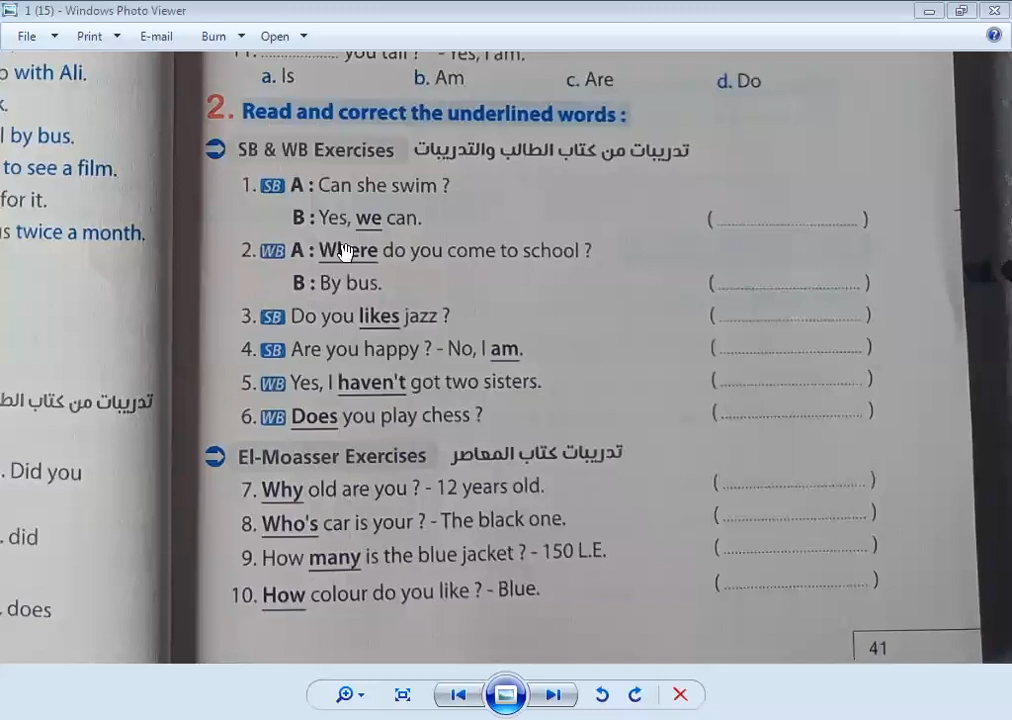 1 (15) - Windows Photo Viewer
File Print E-mail Burn Open
you tall ? - Yes, I am.
a. Is b. Am c. Are d. Do
with Ali.
k.
l by bus.
to see a film.
for it.
s twice a month.
2. Read and correct the underlined words :
SB & WB Exercises تدريبات من كتاب الطالب والتدريبات
1. SB A : Can she swim ?
B : Yes, we can. (....................)
2. WB A : Where do you come to school ?
B : By bus. (....................)
3. SB Do you likes jazz ? (....................)
4. SB Are you happy ? - No, I am. (....................)
5. WB Yes, I haven't got two sisters. (....................)
6. WB Does you play chess ? (....................)
تدريبات من كتاب الط
. Did you
. did
. does
El-Moasser Exercises تدريبات كتاب المعاصر
7. Why old are you ? - 12 years old. (....................)
8. Who's car is your ? - The black one. (....................)
9. How many is the blue jacket ? - 150 L.E. (....................)
10. How colour do you like ? - Blue. (....................)
41